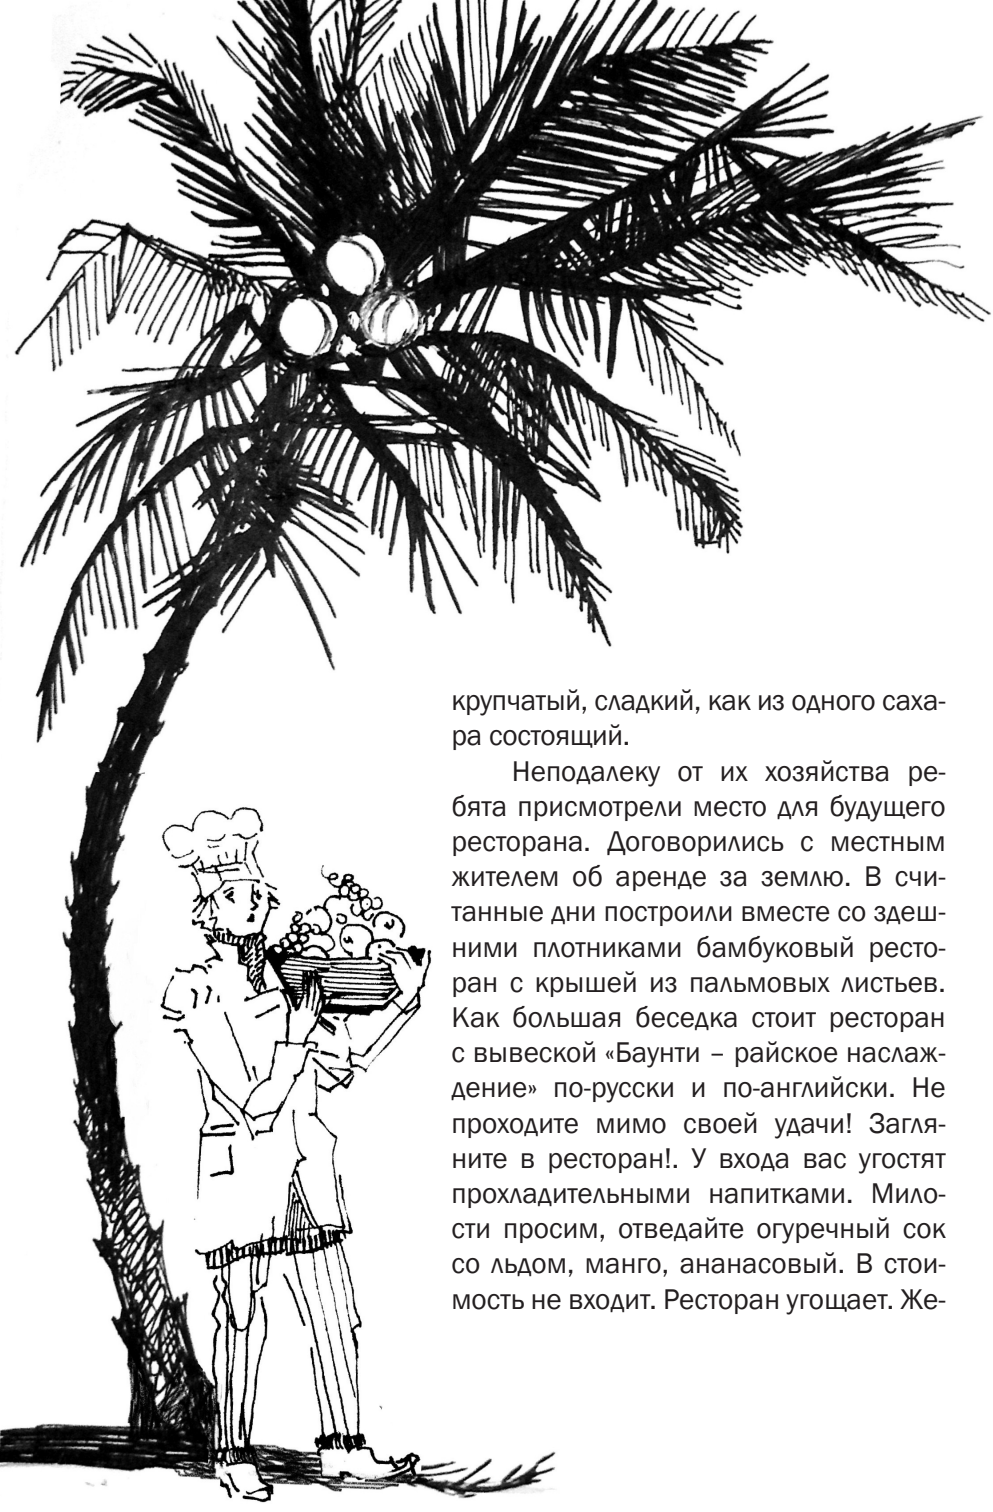 крупчатый, сладкий, как из одного саха-
ра состоящий.
Неподалеку от их хозяйства ре-
бята присмотрели место для будущего
ресторана. Договорились с местным
жителем об аренде за землю. В счи-
танные дни построили вместе со здеш-
ними плотниками бамбуковый ресто-
ран с крышей из пальмовых листьев.
Как большая беседка стоит ресторан
с вывеской «Баунти – райское наслаж-
дение» по-русски и по-английски. Не
проходите мимо своей удачи! Загля-
ните в ресторан!. У входа вас угостят
прохладительными напитками. Мило-
сти просим, отведайте огуречный сок
со льдом, манго, ананасовый. В стои-
мость не входит. Ресторан угощает. Же-